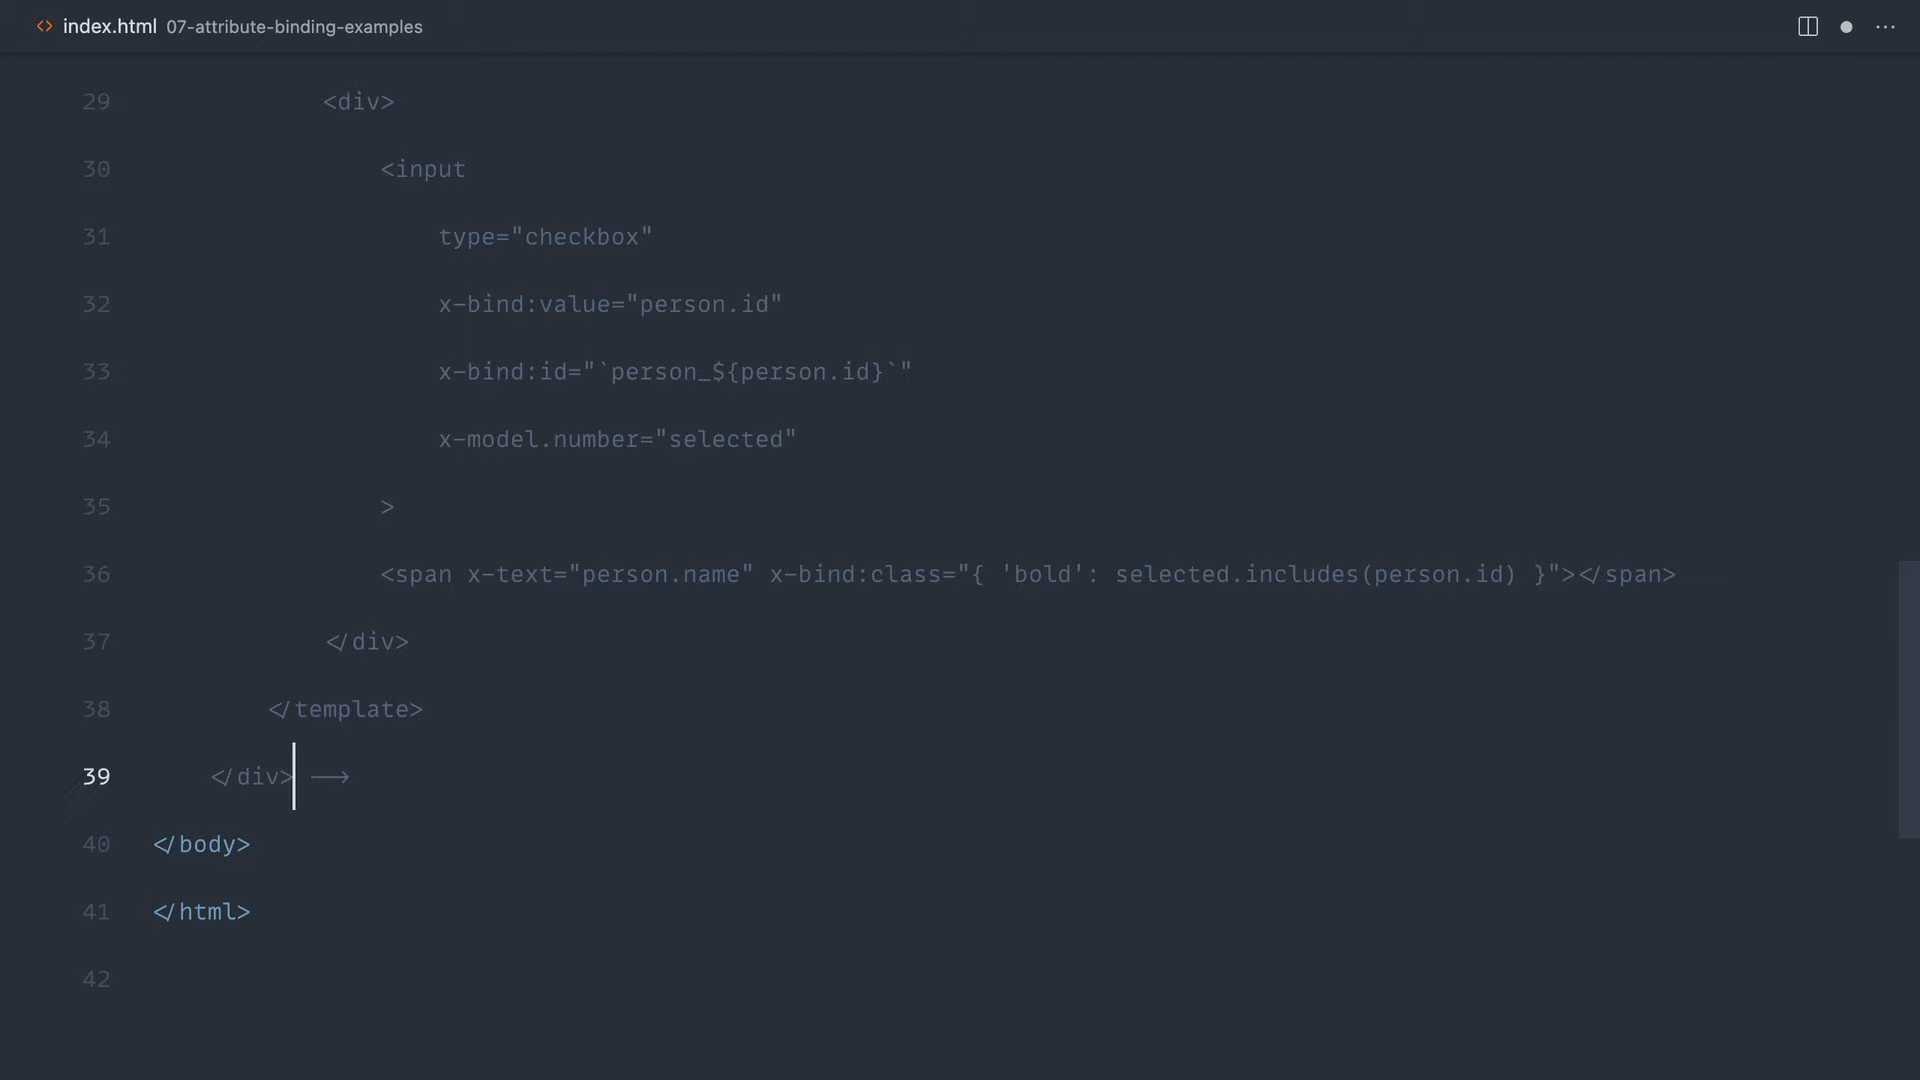 index.html 07-attribute-binding-examples
29 <div>
30 <input
31 type="checkbox"
32 x-bind:value="person.id"
33 x-bind:id="`person_${person.id}`"
34 x-model.number="selected"
35 >
36 <span x-text="person.name" x-bind:class="{ 'bold': selected.includes(person.id) }"></span>
37 </div>
38 </template>
39 </div> -->
40 </body>
41 </html>
42